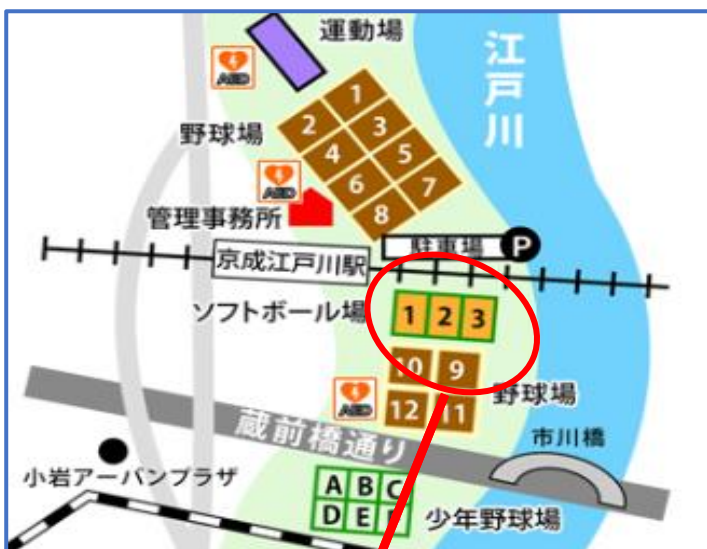 運動場
AED
江戸川
1
2 3
野球場
4 5
6 7
8
AED
管理事務所
駐車場 P
京成江戸川駅
ソフトボール場
1 2 3
10 9
野球場
AED
12 11
蔵前橋通り
市川橋
小岩アーバンプラザ
A B C
D E
少年野球場